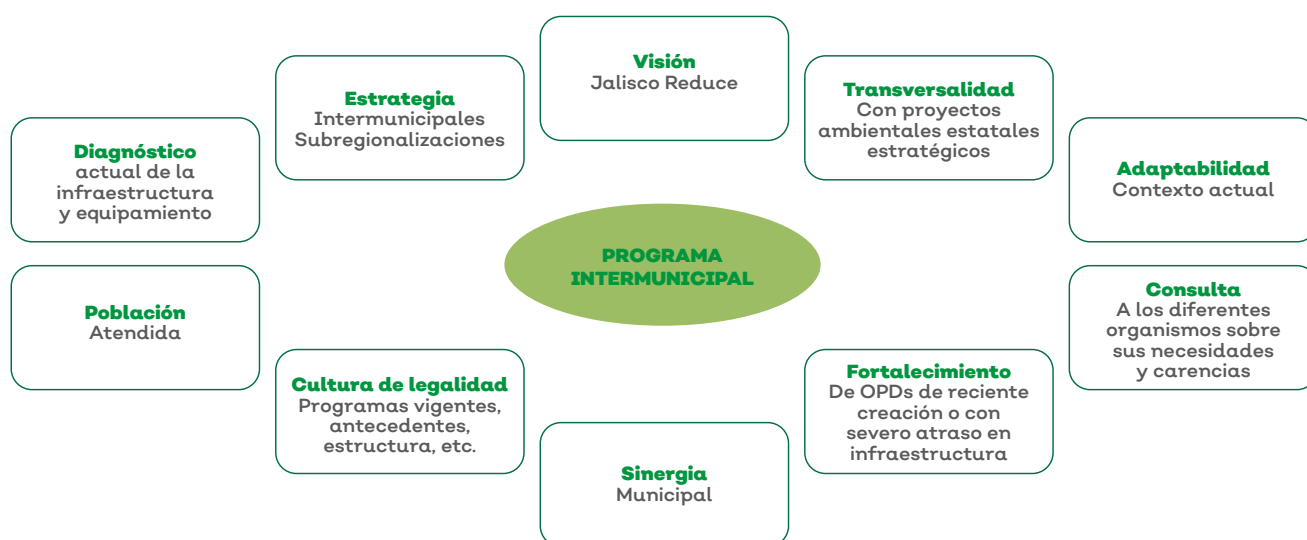 Visión
Jalisco Reduce
Estrategia
Intermunicipales
Subregionalizaciones
Transversalidad
Con proyectos
ambientales estatales
estratégicos
Diagnóstico
actual de la
infraestructura
y equipamiento
Adaptabilidad
Contexto actual
PROGRAMA
INTERMUNICIPAL
Población
Atendida
Consulta
A los diferentes
organismos sobre
sus necesidades
y carencias
Cultura de legalidad
Programas vigentes,
antecedentes,
estructura, etc.
Fortalecimiento
De OPDs de reciente
creación o con
severo atraso en
infraestructura
Sinergia
Municipal